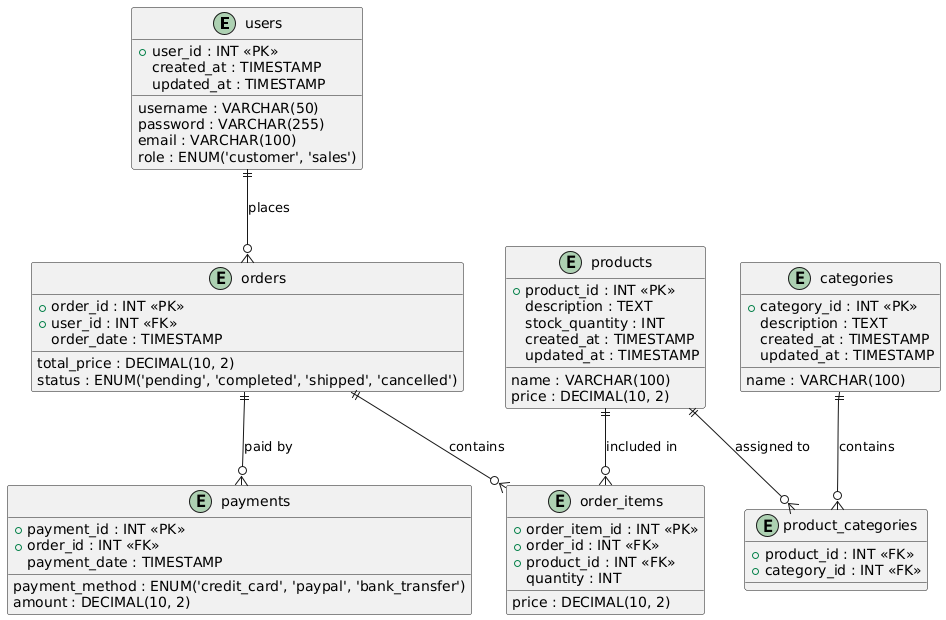 E users
+ user_id : INT «PK»
created_at : TIMESTAMP
updated_at : TIMESTAMP
username : VARCHAR(50)
password : VARCHAR(255)
email : VARCHAR(100)
role : ENUM('customer', 'sales')
places
E orders
+ order_id : INT «PK»
+ user_id : INT «FK»
order_date : TIMESTAMP
total_price : DECIMAL(10, 2)
status : ENUM('pending', 'completed', 'shipped', 'cancelled')
E products
+ product_id : INT «PK»
description : TEXT
stock_quantity : INT
created_at : TIMESTAMP
updated_at : TIMESTAMP
name : VARCHAR(100)
price : DECIMAL(10, 2)
E categories
+ category_id : INT «PK»
description : TEXT
created_at : TIMESTAMP
updated_at : TIMESTAMP
name : VARCHAR(100)
paid by
contains
included in
assigned to
contains
E payments
+ payment_id : INT «PK»
+ order_id : INT «FK»
payment_date : TIMESTAMP
payment_method : ENUM('credit_card', 'paypal', 'bank_transfer')
amount : DECIMAL(10, 2)
E order_items
+ order_item_id : INT «PK»
+ order_id : INT «FK»
+ product_id : INT «FK»
quantity : INT
price : DECIMAL(10, 2)
E product_categories
+ product_id : INT «FK»
+ category_id : INT «FK»